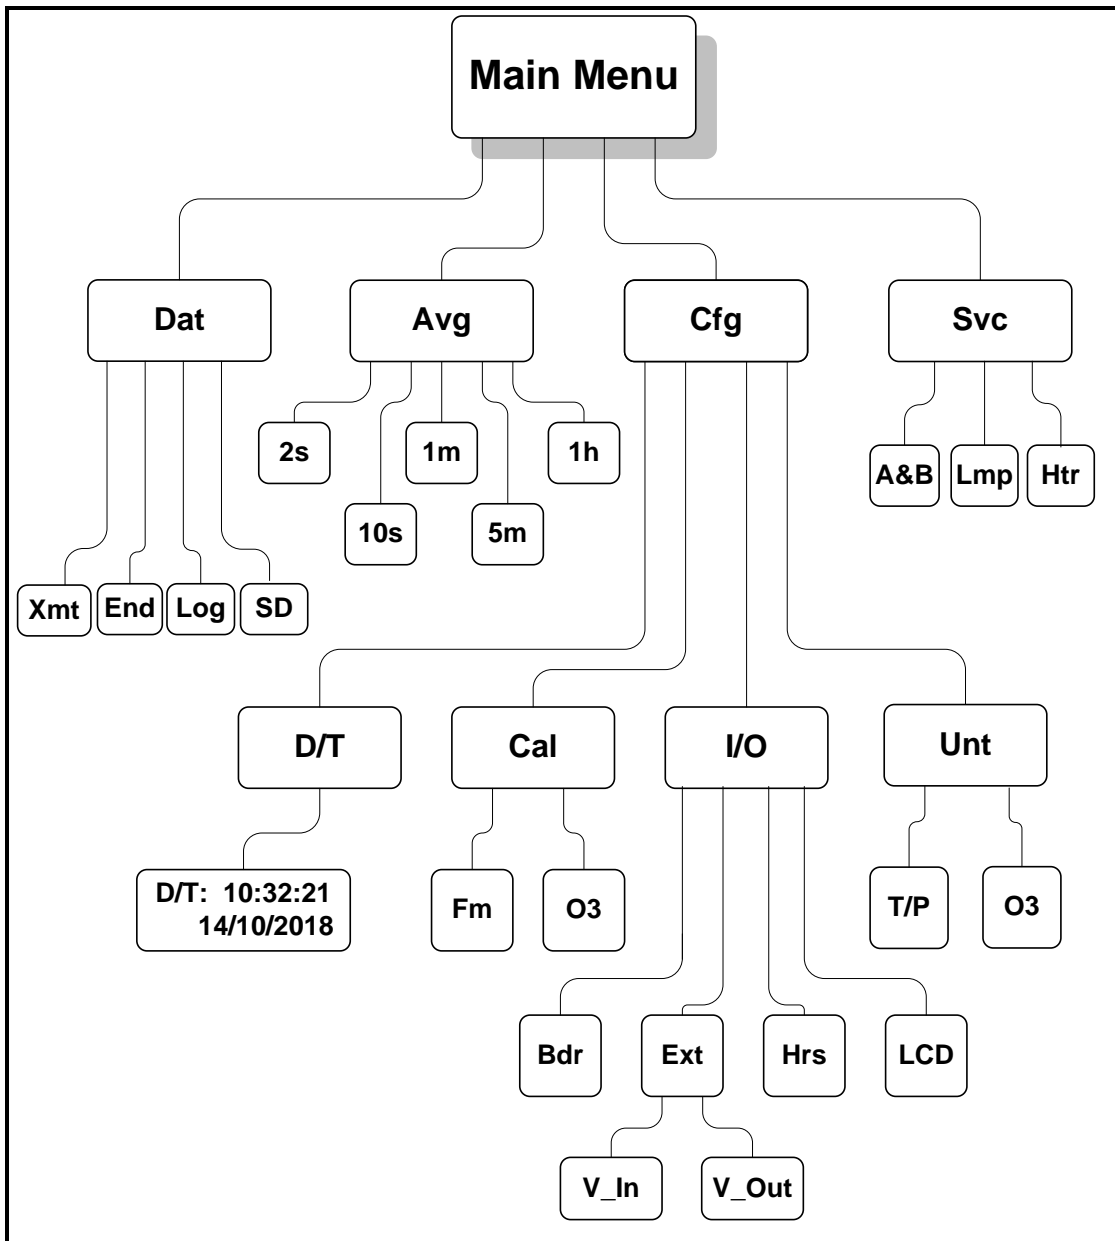 Main Menu
Dat
Avg
Cfg
Svc
2s
1m
1h
A&B
Lmp
Htr
10s
5m
Xmt
End
Log
SD
D/T
Cal
I/O
Unt
D/T: 10:32:21
14/10/2018
Fm
O3
T/P
O3
Bdr
Ext
Hrs
LCD
V_In
V_Out